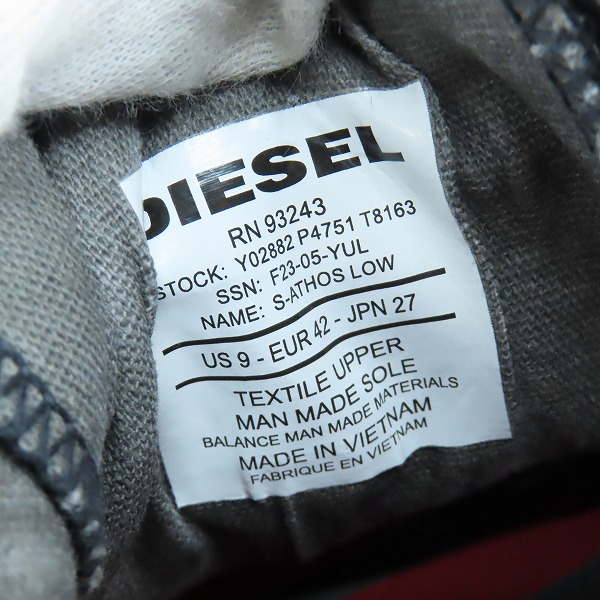 DIESEL
RN 93243
STOCK: Y02882 P4751 T8163
SSN: F23-05-YUL
NAME: S-ATHOS LOW
US 9 - EUR 42 - JPN 27
TEXTILE UPPER
MAN MADE SOLE
BALANCE MAN MADE MATERIALS
MADE IN VIETNAM
FABRIQUE EN VIETNAM